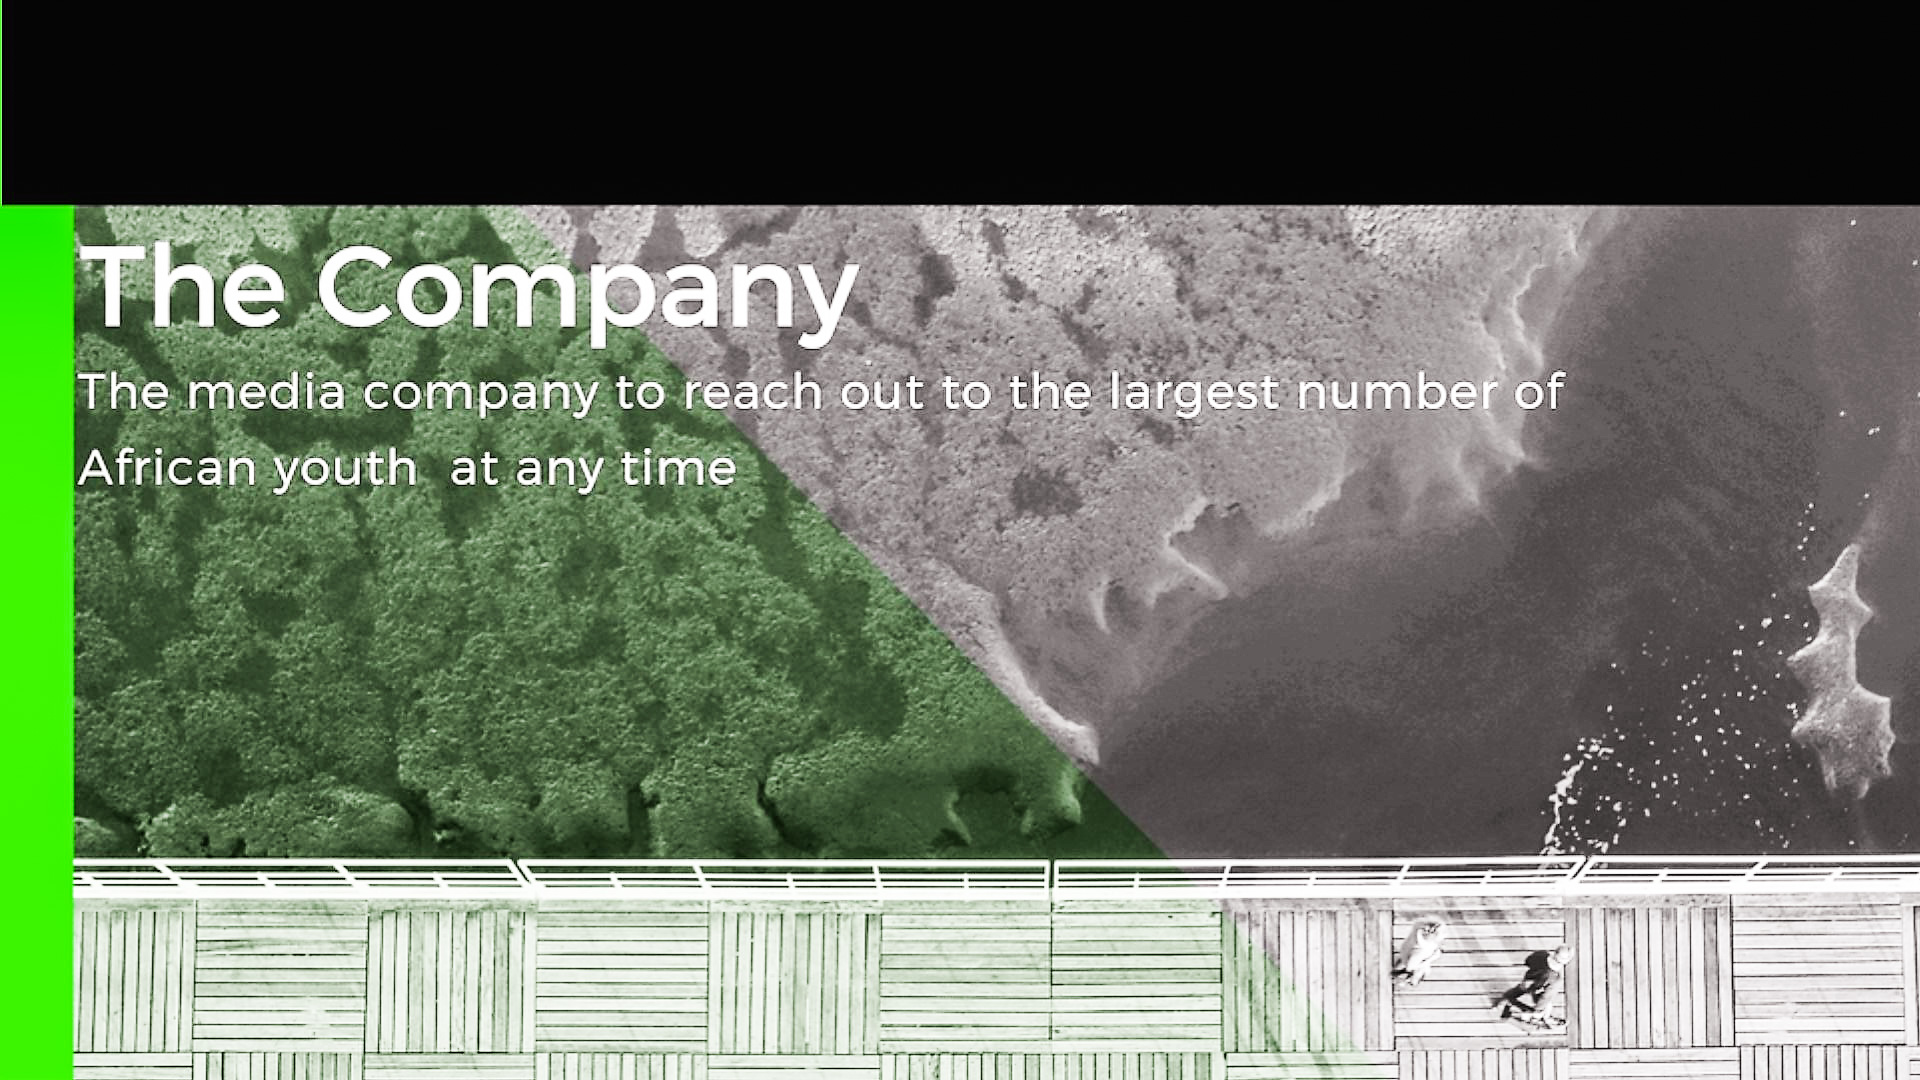 The Company
The media company to reach out to the largest number of
African youth  at any time